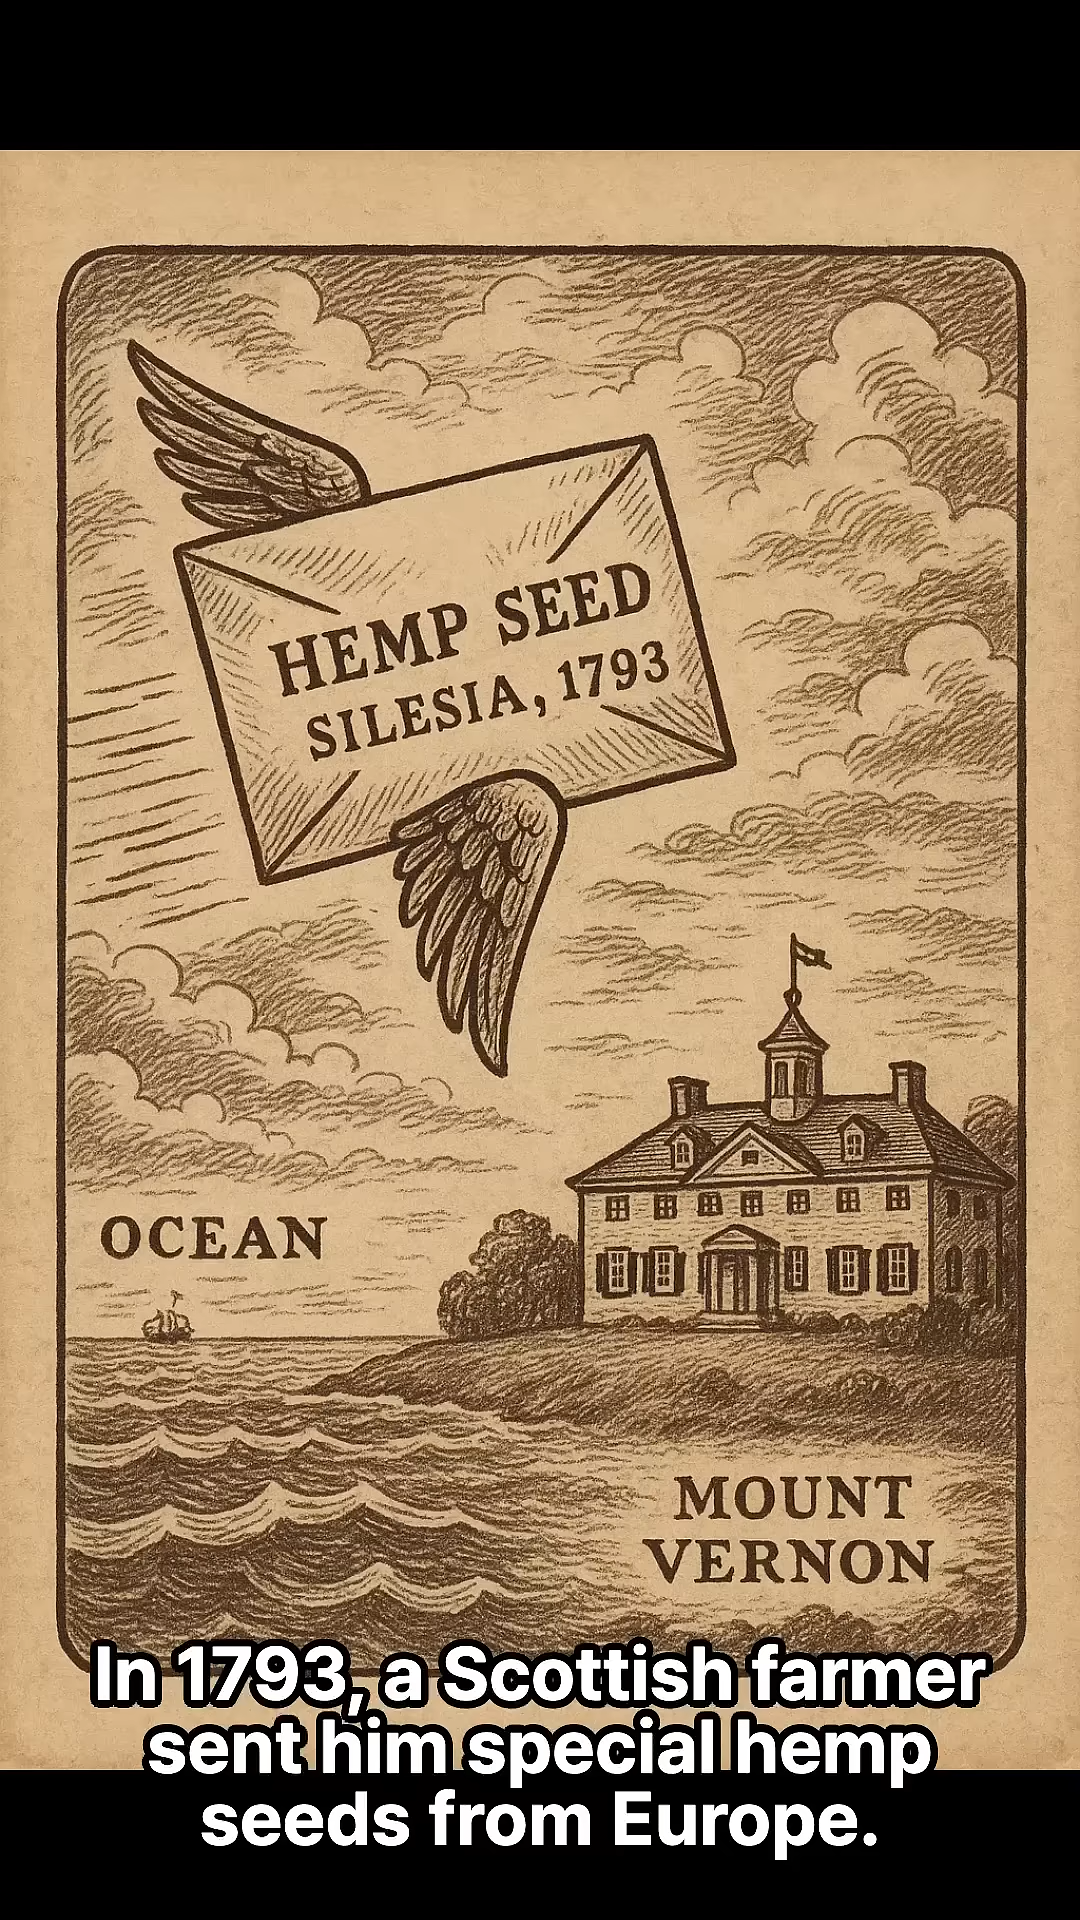 HEMP SEED
SILESIA, 1793
OCEAN
MOUNT
VERNON
In 1793, a Scottish farmer
sent him special hemp
seeds from Europe.